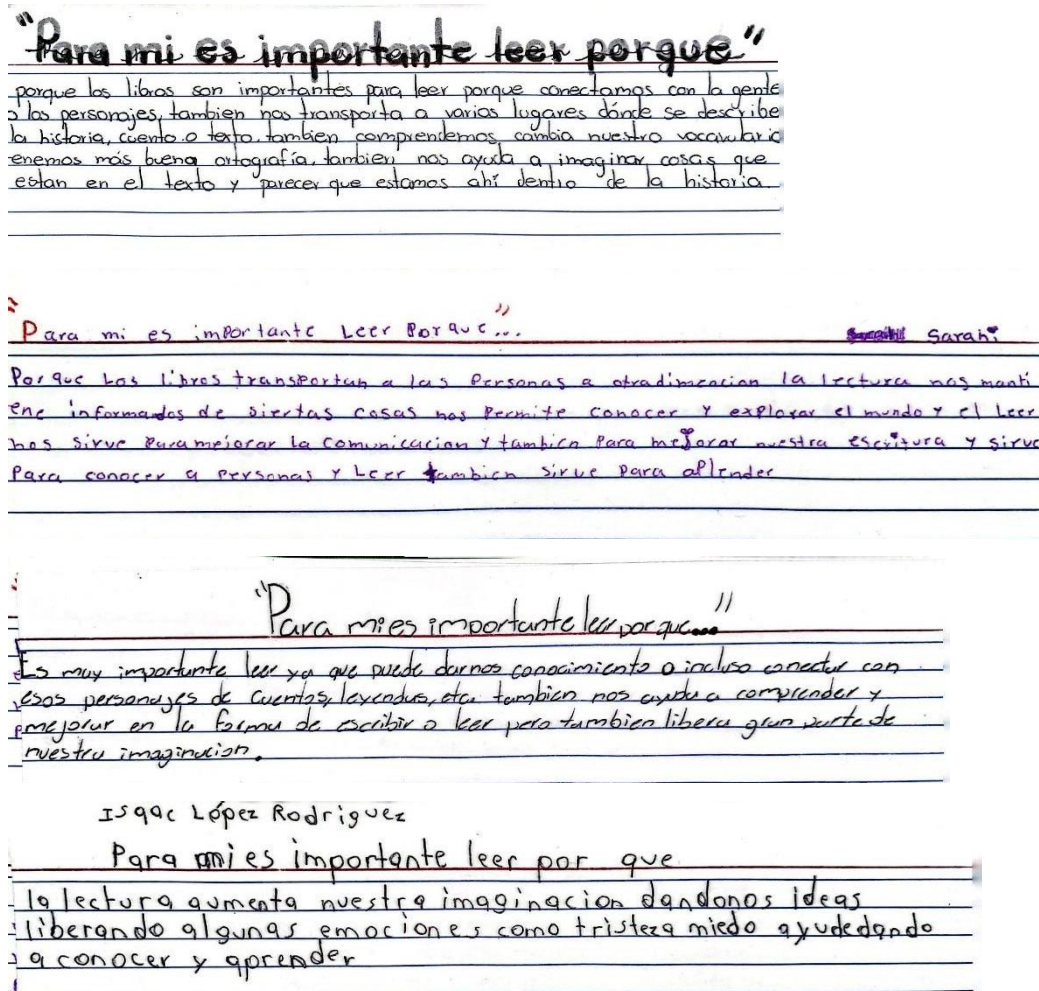 "Para mi es importante leer porque"
porque los libros son importantes para leer porque conectamos con la gente
o las personajes, tambien nos transporta a varios lugares dónde se describe
la historia, cuento o texto. tambien comprendemos, cambia nuestro vocavulario
enemos más buena ortografía. tambien nos ayuda a imaginar cosas que
estan en el texto y parecer que estamos ahí dentro de la historia.
"Para mi es importante Leer Porque..." Sarahi
Porque Los libros transportan a las Personas a otradimencion la lectura nos manti
ene informandos de siertas cosas nos Permite conocer y explorar el mundo y el Leer
nos sirve Para mejorar la comunicacion y tambien Para mejorar nuestra escritura y sirve
Para conocer a Personas y Leer tambien sirve Para aprender
"Para mi es importante leer por que..."
Es muy importante leer ya que puede darnos conocimiento o incluso conectar con
esos personajes de cuentos, leyendas, etc. tambien nos ayuda a comprender y
mejorar en la forma de escribir o leer pero tambien libera gran parte de
nuestra imaginacion.
Isaac López Rodriguez
Para mi es importante leer por que
la lectura aumenta nuestra imaginacion dandonos ideas
liberando algunas emociones como tristeza miedo ayudedando
a conocer y aprender